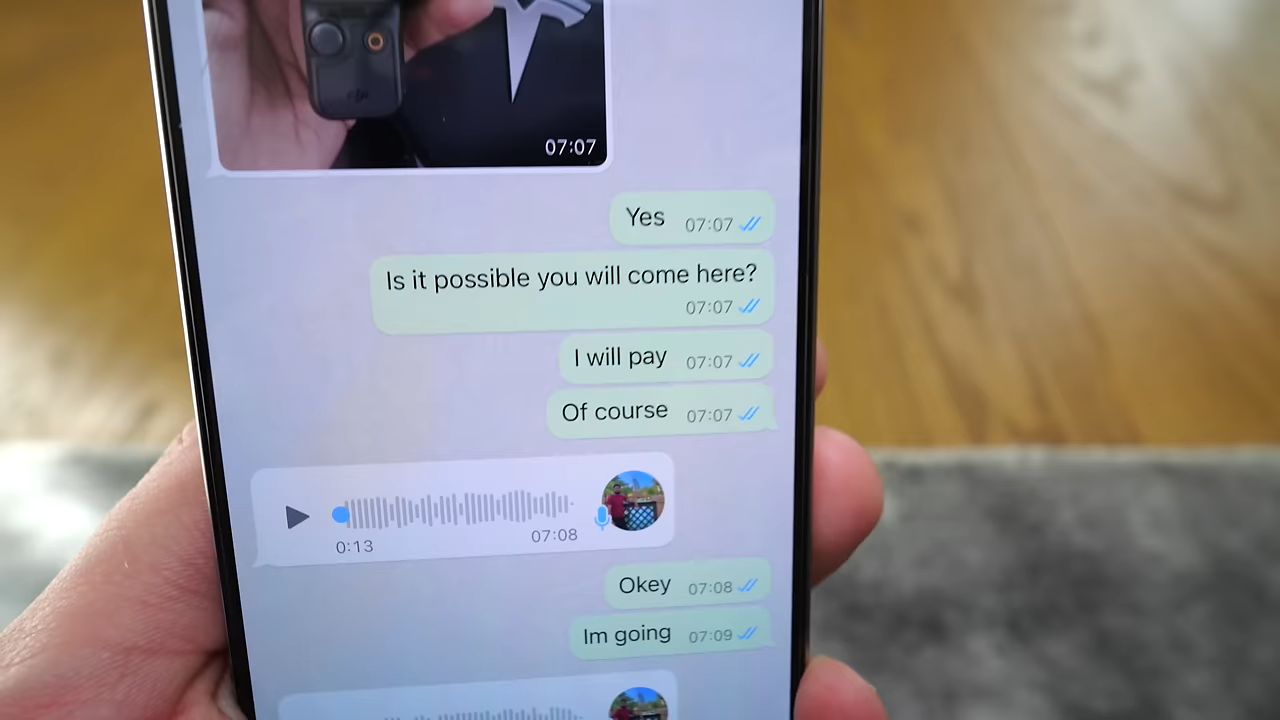 dji
07:07
Yes 07:07
Is it possible you will come here?
07:07
I will pay 07:07
Of course 07:07
0:13 07:08
Okey 07:08
Im going 07:09